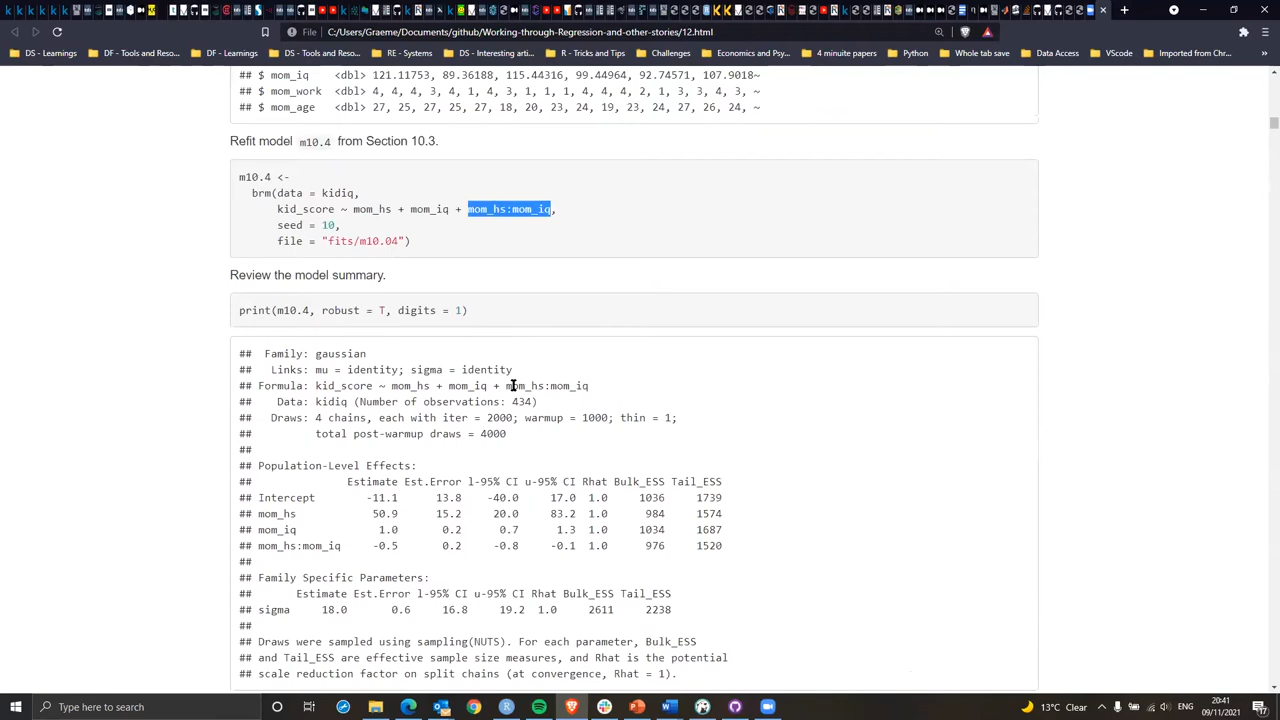 File C:/Users/Graeme/Documents/github/Working-through-Regression-and-other-stories/12.html
DS - Learnings DF - Tools and Reso... DF - Learnings DS - Tools and Resou... RE - Systems DS - Interesting arti... R - Tricks and Tips Challenges Economics and Psy... 4 minuute papers Python Whole tab save Data Access VScode Imported from Chr...
## $ mom_iq <dbl> 121.11753, 89.36188, 115.44316, 99.44964, 92.74571, 107.9018~
## $ mom_work <dbl> 4, 4, 4, 3, 4, 1, 4, 3, 1, 1, 1, 4, 4, 4, 2, 1, 3, 3, 4, 3, ~
## $ mom_age <dbl> 27, 25, 27, 25, 27, 18, 20, 23, 24, 19, 23, 24, 27, 26, 24, ~
Refit model m10.4 from Section 10.3.
m10.4 <-
brm(data = kidiq,
kid_score ~ mom_hs + mom_iq + mom_hs:mom_iq,
seed = 10,
file = "fits/m10.04")
Review the model summary.
print(m10.4, robust = T, digits = 1)
## Family: gaussian
## Links: mu = identity; sigma = identity
## Formula: kid_score ~ mom_hs + mom_iq + mom_hs:mom_iq
## Data: kidiq (Number of observations: 434)
## Draws: 4 chains, each with iter = 2000; warmup = 1000; thin = 1;
## total post-warmup draws = 4000
##
## Population-Level Effects:
## Estimate Est.Error l-95% CI u-95% CI Rhat Bulk_ESS Tail_ESS
## Intercept -11.1 13.8 -40.0 17.0 1.0 1036 1739
## mom_hs 50.9 15.2 20.0 83.2 1.0 984 1574
## mom_iq 1.0 0.2 0.7 1.3 1.0 1034 1687
## mom_hs:mom_iq -0.5 0.2 -0.8 -0.1 1.0 976 1520
##
## Family Specific Parameters:
## Estimate Est.Error l-95% CI u-95% CI Rhat Bulk_ESS Tail_ESS
## sigma 18.0 0.6 16.8 19.2 1.0 2611 2238
##
## Draws were sampled using sampling(NUTS). For each parameter, Bulk_ESS
## and Tail_ESS are effective sample size measures, and Rhat is the potential
## scale reduction factor on split chains (at convergence, Rhat = 1).
Type here to search
13°C Cloudy
20:41
09/11/2021